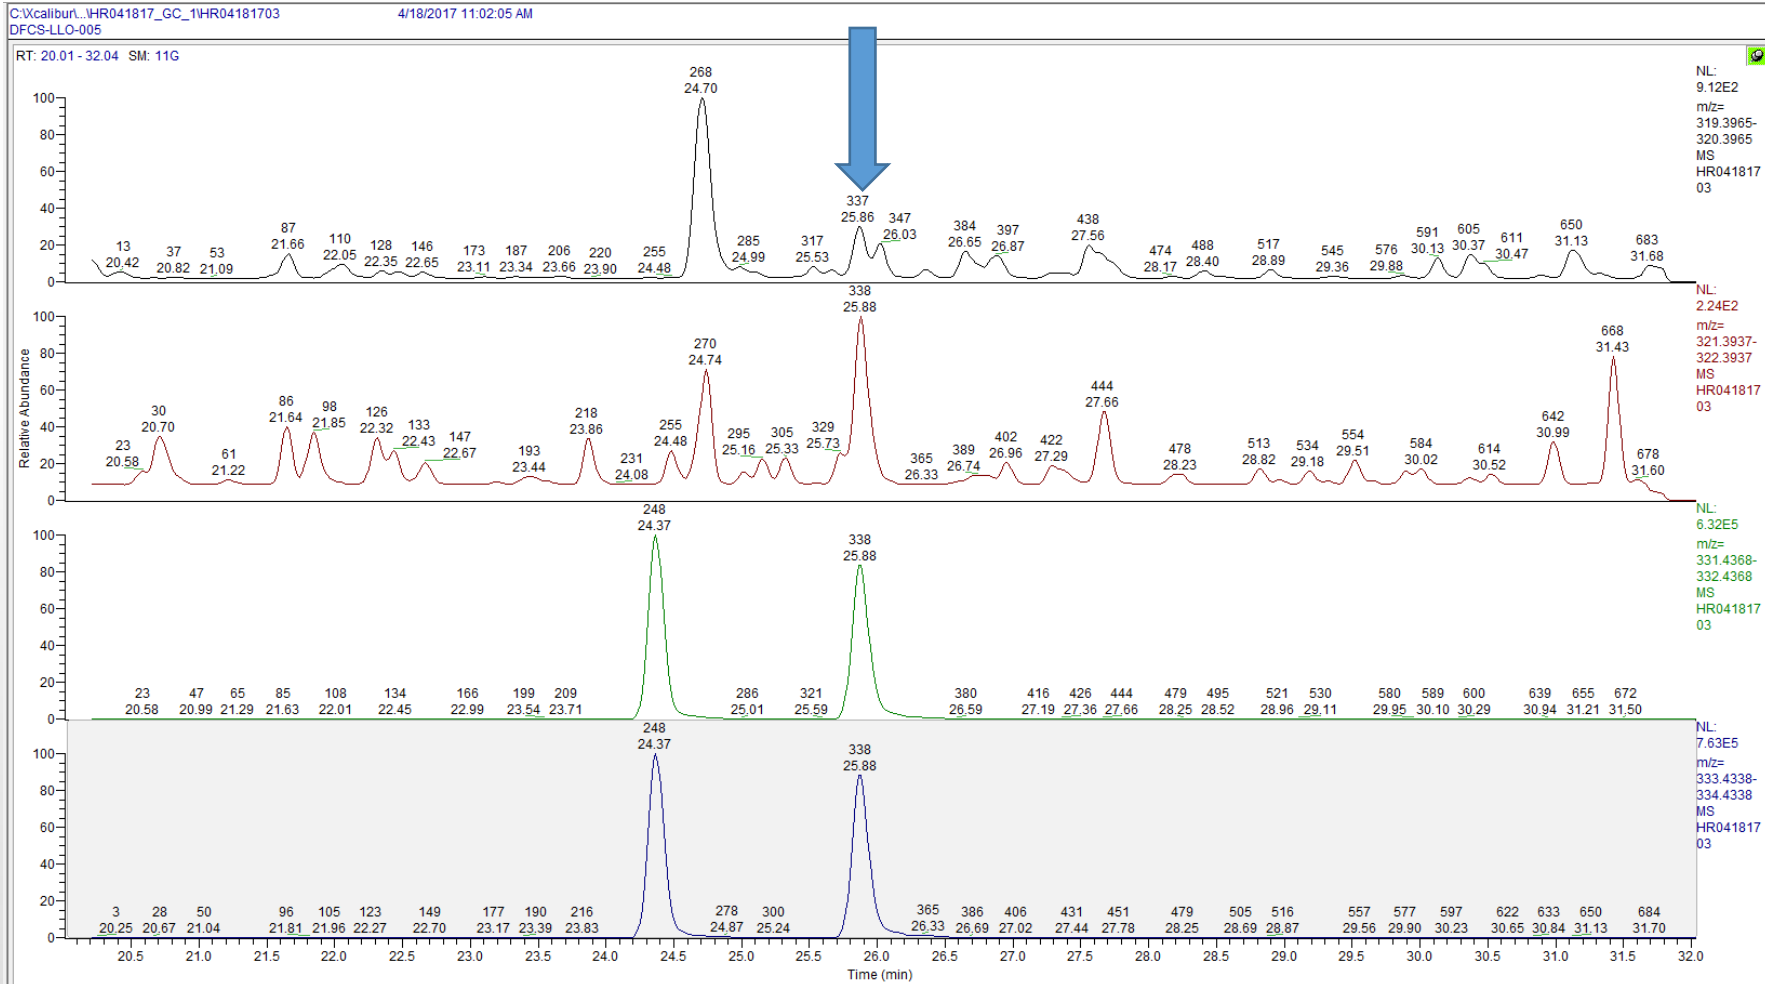 C:\Xcalibur\...\HR041817_GC_1\HR04181703 4/18/2017 11:02:05 AM
DFCS-LLO-005
RT: 20.01 - 32.04 SM: 11G
NL:
9.12E2
m/z=
319.3965-
320.3965
MS
HR041817
03
268 337 347
24.70 25.86 26.03
13 37 53 87 110 128 146 173 187 206 220 255 285 317 384 397 438 474 488 517 545 576 591 605 611 650 683
20.42 20.82 21.09 21.66 22.05 22.35 22.65 23.11 23.34 23.66 23.90 24.48 24.99 25.53 26.65 26.87 27.56 28.17 28.40 28.89 29.36 29.88 30.13 30.37 30.47 31.13 31.68
100
80
60
40
20
0
NL:
2.24E2
m/z=
321.3937-
322.3937
MS
HR041817
03
338 270 668 444
25.88 24.74 31.43 27.66
23 30 61 86 98 126 133 147 193 218 231 255 295 305 329 365 389 402 422 478 513 534 554 584 614 642 678
20.58 20.70 21.22 21.64 21.85 22.32 22.43 22.67 23.44 23.86 24.08 24.48 25.16 25.33 25.73 26.33 26.74 26.96 27.29 28.23 28.82 29.18 29.51 30.02 30.52 30.99 31.60
100
80
60
40
20
0
Relative Abundance
NL:
6.32E5
m/z=
331.4368-
332.4368
MS
HR041817
03
248 338
24.37 25.88
23 47 65 85 108 134 166 199 209 286 321 380 416 426 444 479 495 521 530 580 589 600 639 655 672
20.58 20.99 21.29 21.63 22.01 22.45 22.99 23.54 23.71 25.01 25.59 26.59 27.19 27.36 27.66 28.25 28.52 28.96 29.11 29.95 30.10 30.29 30.94 31.21 31.50
100
80
60
40
20
0
NL:
7.63E5
m/z=
333.4338-
334.4338
MS
HR041817
03
248 338
24.37 25.88
3 28 50 96 105 123 149 177 190 216 278 300 365 386 406 431 451 479 505 516 557 577 597 622 633 650 684
20.25 20.67 21.04 21.81 21.96 22.27 22.70 23.17 23.39 23.83 24.87 25.24 26.33 26.69 27.02 27.44 27.78 28.25 28.69 28.87 29.56 29.90 30.23 30.65 30.84 31.13 31.70
100
80
60
40
20
0
20.5 21.0 21.5 22.0 22.5 23.0 23.5 24.0 24.5 25.0 25.5 26.0 26.5 27.0 27.5 28.0 28.5 29.0 29.5 30.0 30.5 31.0 31.5 32.0
Time (min)